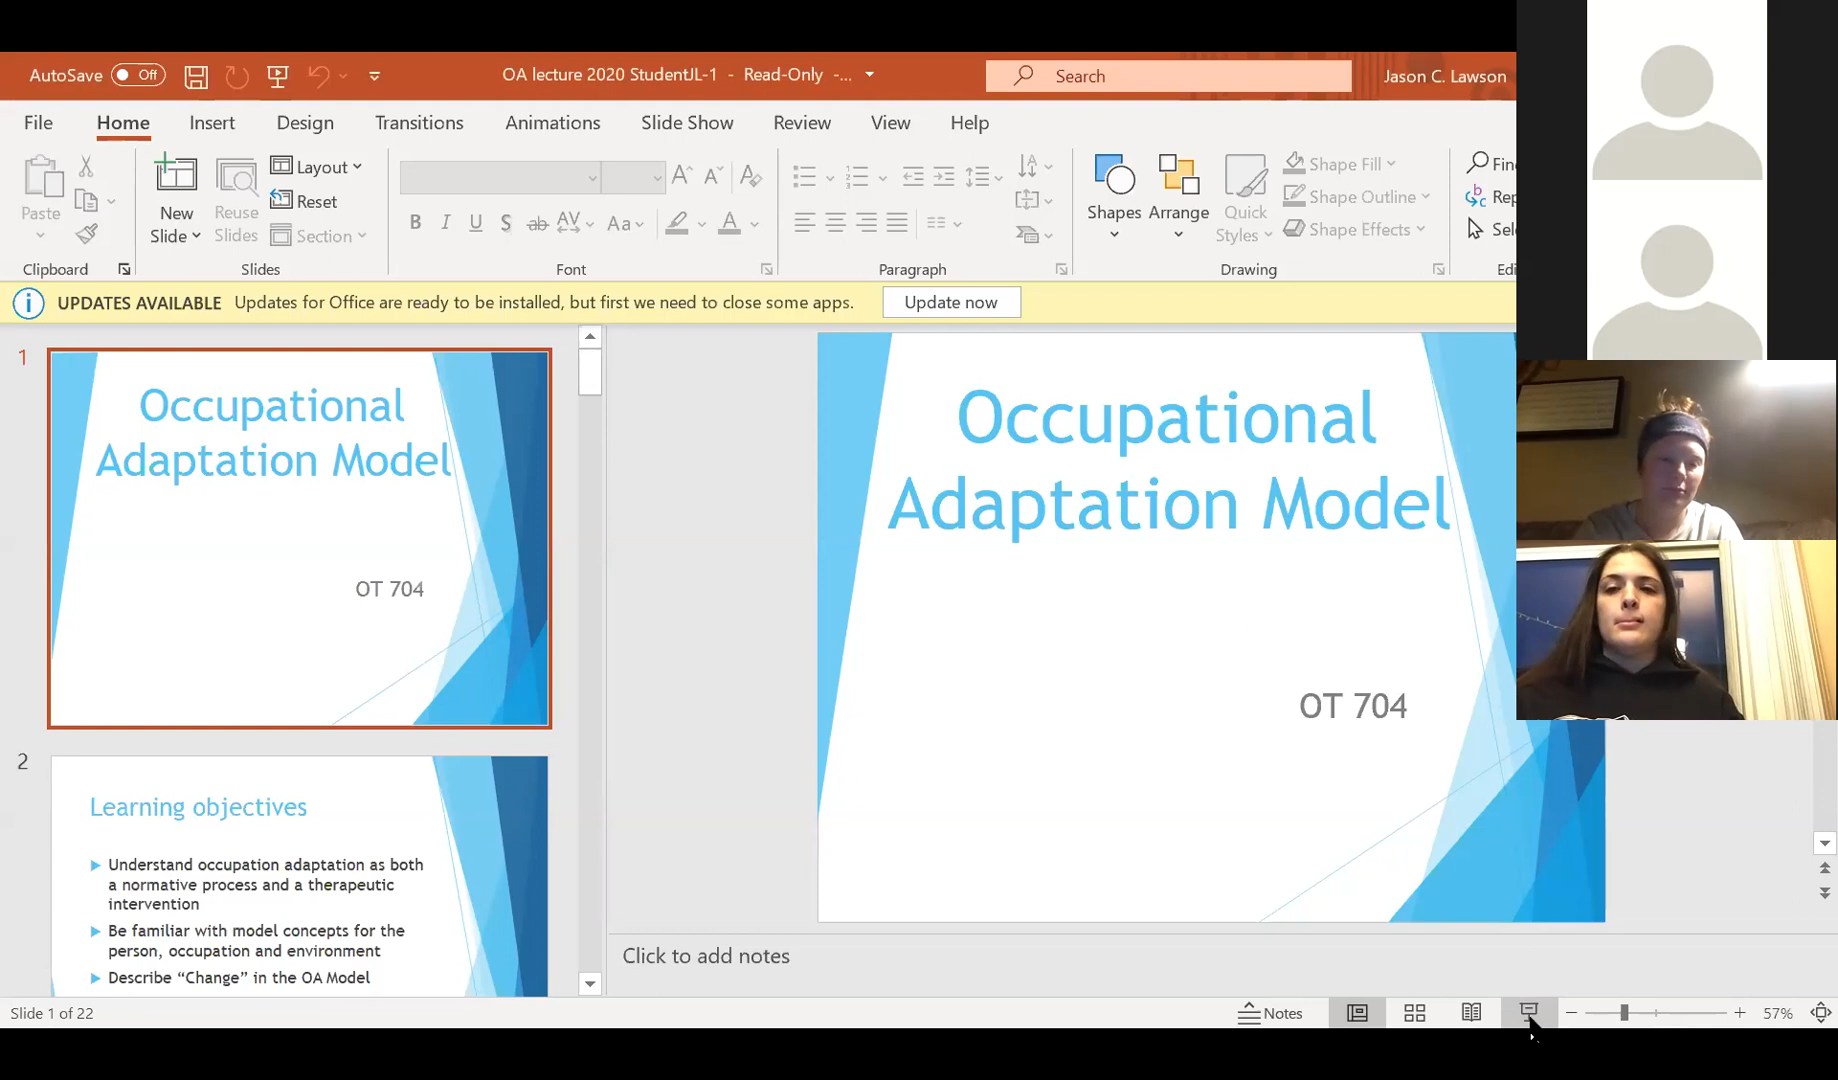 AutoSave Off OA lecture 2020 StudentJL-1 - Read-Only -... Search Jason C. Lawson
File Home Insert Design Transitions Animations Slide Show Review View Help
Paste
New
Slide
Reuse
Slides
Layout
Reset
Section
B I U S ab AV Aa A
Shapes
Arrange
Quick
Styles
Shape Fill
Shape Outline
Shape Effects
Clipboard Slides Font Paragraph Drawing
UPDATES AVAILABLE Updates for Office are ready to be installed, but first we need to close some apps. Update now
1
Occupational
Adaptation Model
OT 704
2
Learning objectives
Understand occupation adaptation as both
a normative process and a therapeutic
intervention
Be familiar with model concepts for the
person, occupation and environment
Describe “Change” in the OA Model
Occupational
Adaptation Model
OT 704
Click to add notes
Slide 1 of 22 Notes 57%